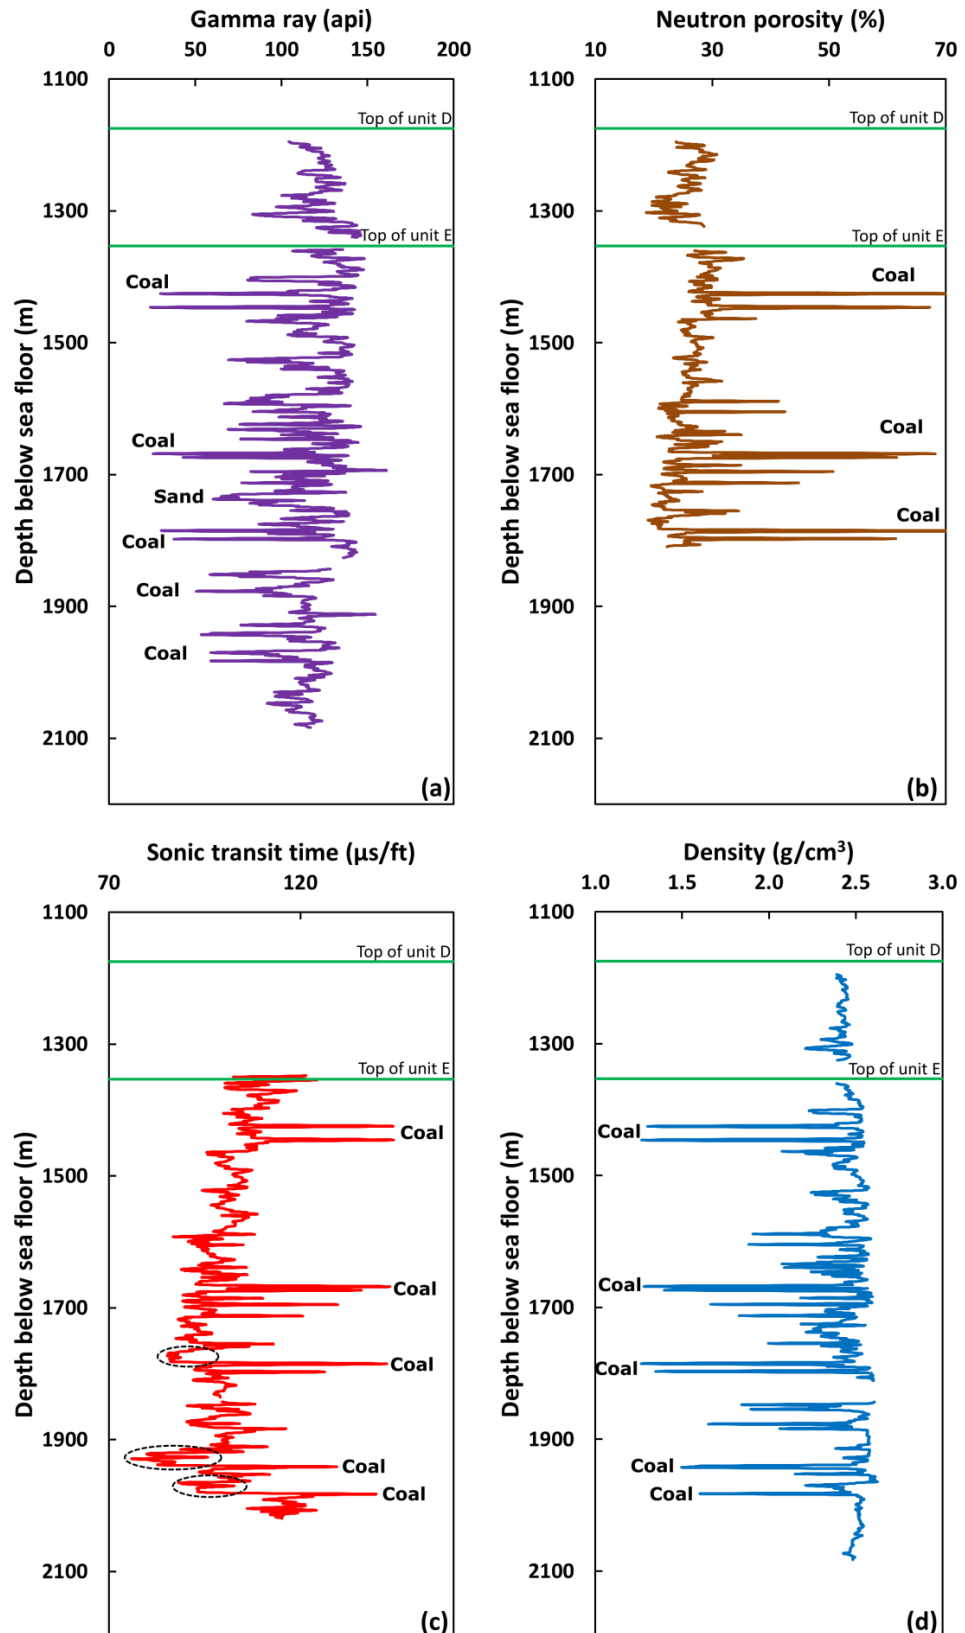 Gamma ray (api)
0 50 100 150 200
1100
1300
1500
1700
1900
2100
Depth below sea floor (m)
Top of unit D
Top of unit E
Coal
Coal
Sand
Coal
Coal
Coal
(a)
Neutron porosity (%)
10 30 50 70
1100
1300
1500
1700
1900
2100
Depth below sea floor (m)
Top of unit D
Top of unit E
Coal
Coal
Coal
(b)
Sonic transit time (µs/ft)
70 120
1100
1300
1500
1700
1900
2100
Depth below sea floor (m)
Top of unit D
Top of unit E
Coal
Coal
Coal
Coal
Coal
(c)
Density (g/cm³)
1.0 1.5 2.0 2.5 3.0
1100
1300
1500
1700
1900
2100
Depth below sea floor (m)
Top of unit D
Top of unit E
Coal
Coal
Coal
Coal
Coal
(d)